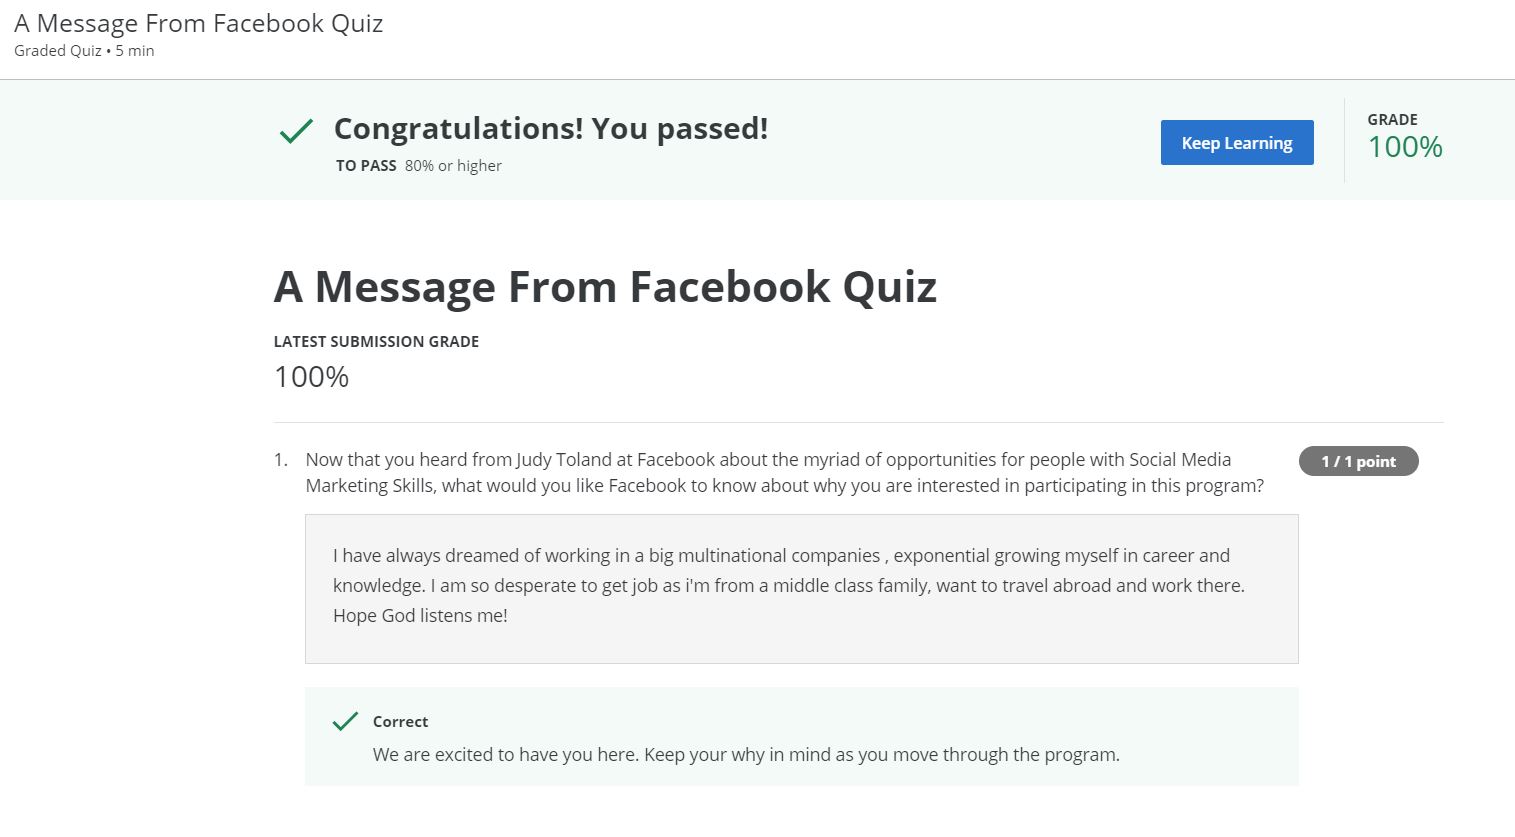 A Message From Facebook Quiz
Graded Quiz • 5 min
Congratulations! You passed!
TO PASS 80% or higher
Keep Learning
GRADE
100%
A Message From Facebook Quiz
LATEST SUBMISSION GRADE
100%
1. Now that you heard from Judy Toland at Facebook about the myriad of opportunities for people with Social Media
Marketing Skills, what would you like Facebook to know about why you are interested in participating in this program?
1 / 1 point
I have always dreamed of working in a big multinational companies , exponential growing myself in career and
knowledge. I am so desperate to get job as i'm from a middle class family, want to travel abroad and work there.
Hope God listens me!
Correct
We are excited to have you here. Keep your why in mind as you move through the program.